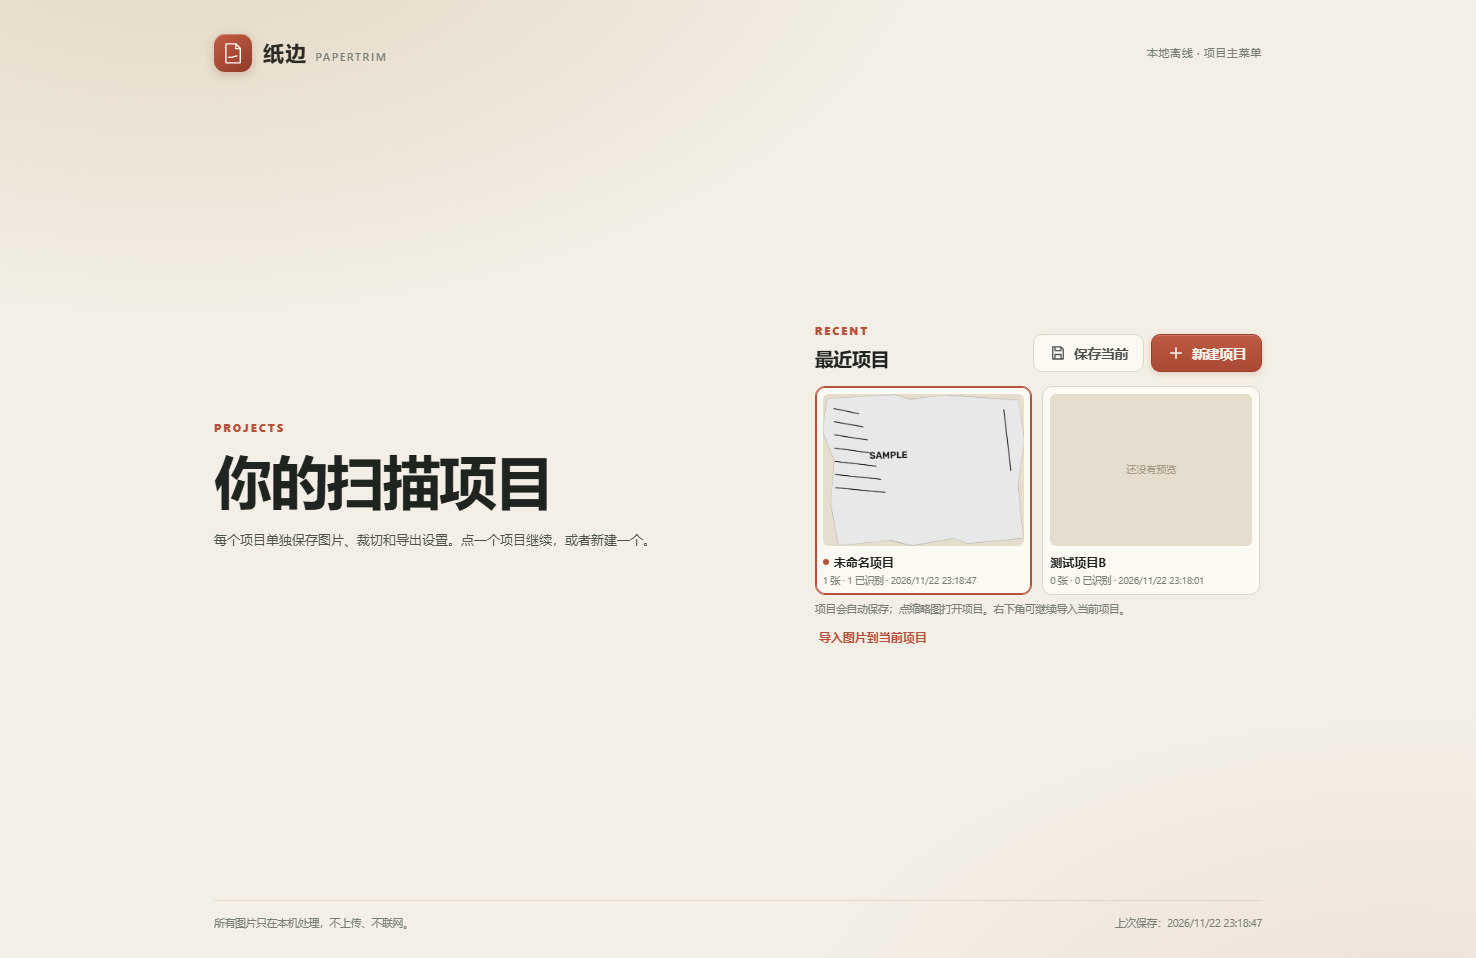 纸边 PAPERTRIM
本地离线 · 项目主菜单
PROJECTS
你的扫描项目
每个项目单独保存图片、裁切和导出设置。点一个项目继续，或者新建一个。
RECENT
最近项目
保存当前
新建项目
SAMPLE
未命名项目
1 张 · 1 已识别 · 2026/11/22 23:18:47
还没有预览
测试项目B
0 张 · 0 已识别 · 2026/11/22 23:18:01
项目会自动保存；点缩略图打开项目。右下角可继续导入当前项目。
导入图片到当前项目
所有图片只在本机处理，不上传、不联网。
上次保存：2026/11/22 23:18:47